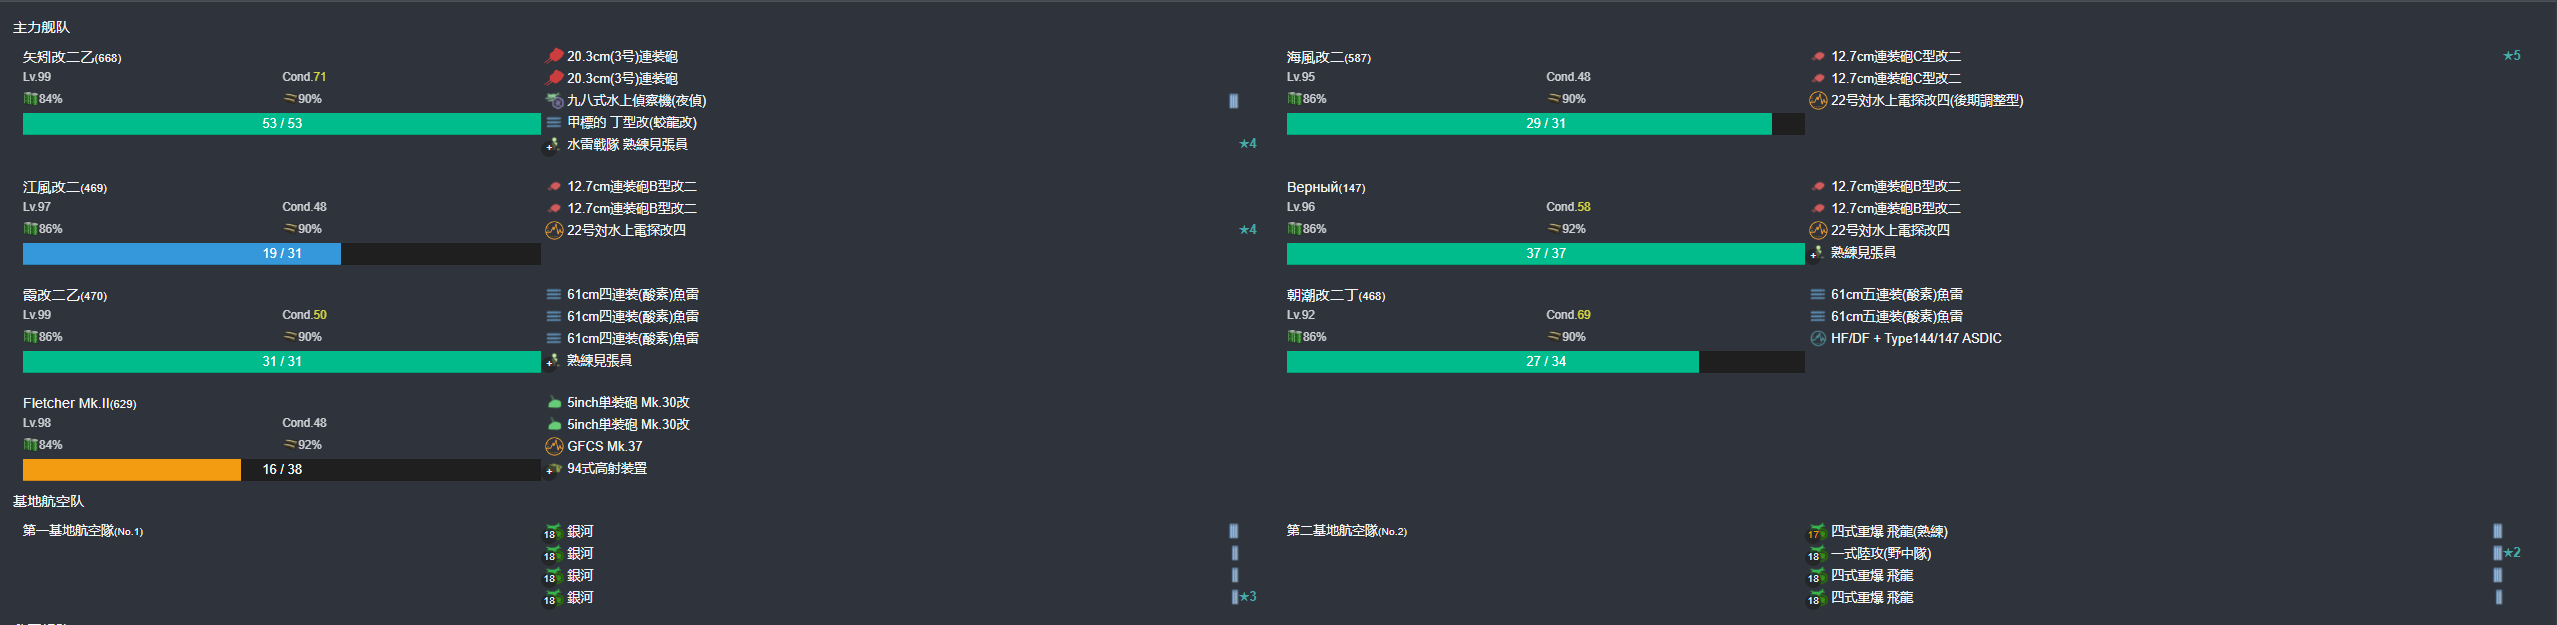 主力舰队
矢矧改二乙(668)
Lv.99 Cond.71
84% 90%
53 / 53
20.3cm(3号)連装砲
20.3cm(3号)連装砲
九八式水上偵察機(夜偵)
甲標的 丁型改(蛟龍改)
水雷戦隊 熟練見張員 ★4
海風改二(587)
Lv.95 Cond.48
86% 90%
29 / 31
12.7cm連装砲C型改二 ★5
12.7cm連装砲C型改二
22号対水上電探改四(後期調整型)
江風改二(469)
Lv.97 Cond.48
86% 90%
19 / 31
12.7cm連装砲B型改二
12.7cm連装砲B型改二
22号対水上電探改四 ★4
Верный(147)
Lv.96 Cond.58
86% 92%
37 / 37
12.7cm連装砲B型改二
12.7cm連装砲B型改二
22号対水上電探改四
熟練見張員
霞改二乙(470)
Lv.99 Cond.50
86% 90%
31 / 31
61cm四連装(酸素)魚雷
61cm四連装(酸素)魚雷
61cm四連装(酸素)魚雷
熟練見張員
朝潮改二丁(468)
Lv.92 Cond.69
86% 90%
27 / 34
61cm五連装(酸素)魚雷
61cm五連装(酸素)魚雷
HF/DF + Type144/147 ASDIC
Fletcher Mk.II(629)
Lv.98 Cond.48
84% 92%
16 / 38
5inch単装砲 Mk.30改
5inch単装砲 Mk.30改
GFCS Mk.37
94式高射装置
基地航空队
第一基地航空隊(No.1)
18 銀河
18 銀河
18 銀河
18 銀河 ★3
第二基地航空隊(No.2)
17 四式重爆 飛龍(熟練)
18 一式陸攻(野中隊) ★2
18 四式重爆 飛龍
18 四式重爆 飛龍